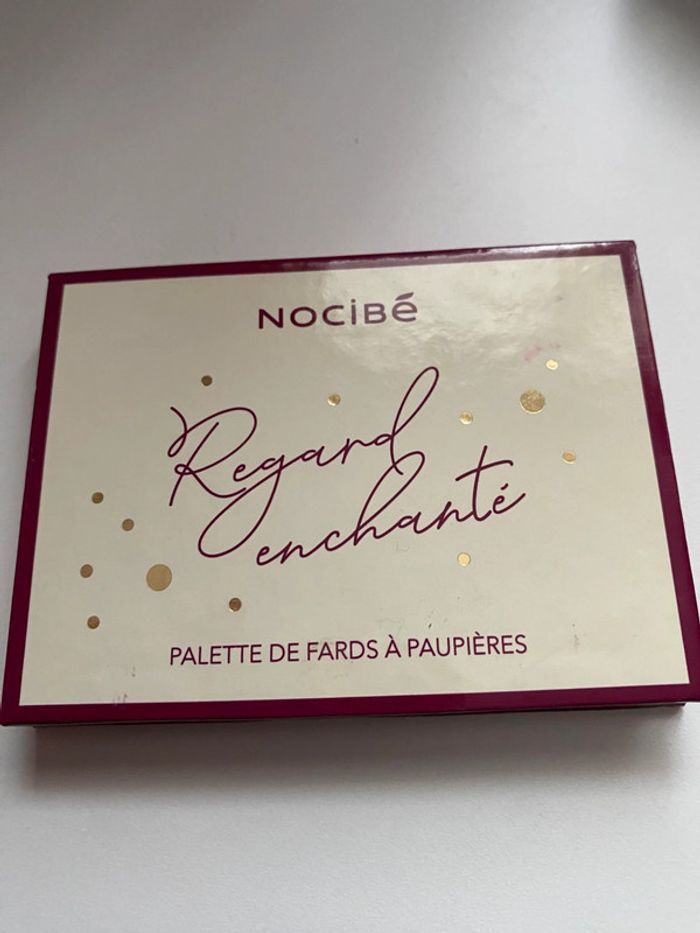 NOCiBé
Regard
enchanté
PALETTE DE FARDS À PAUPIÈRES